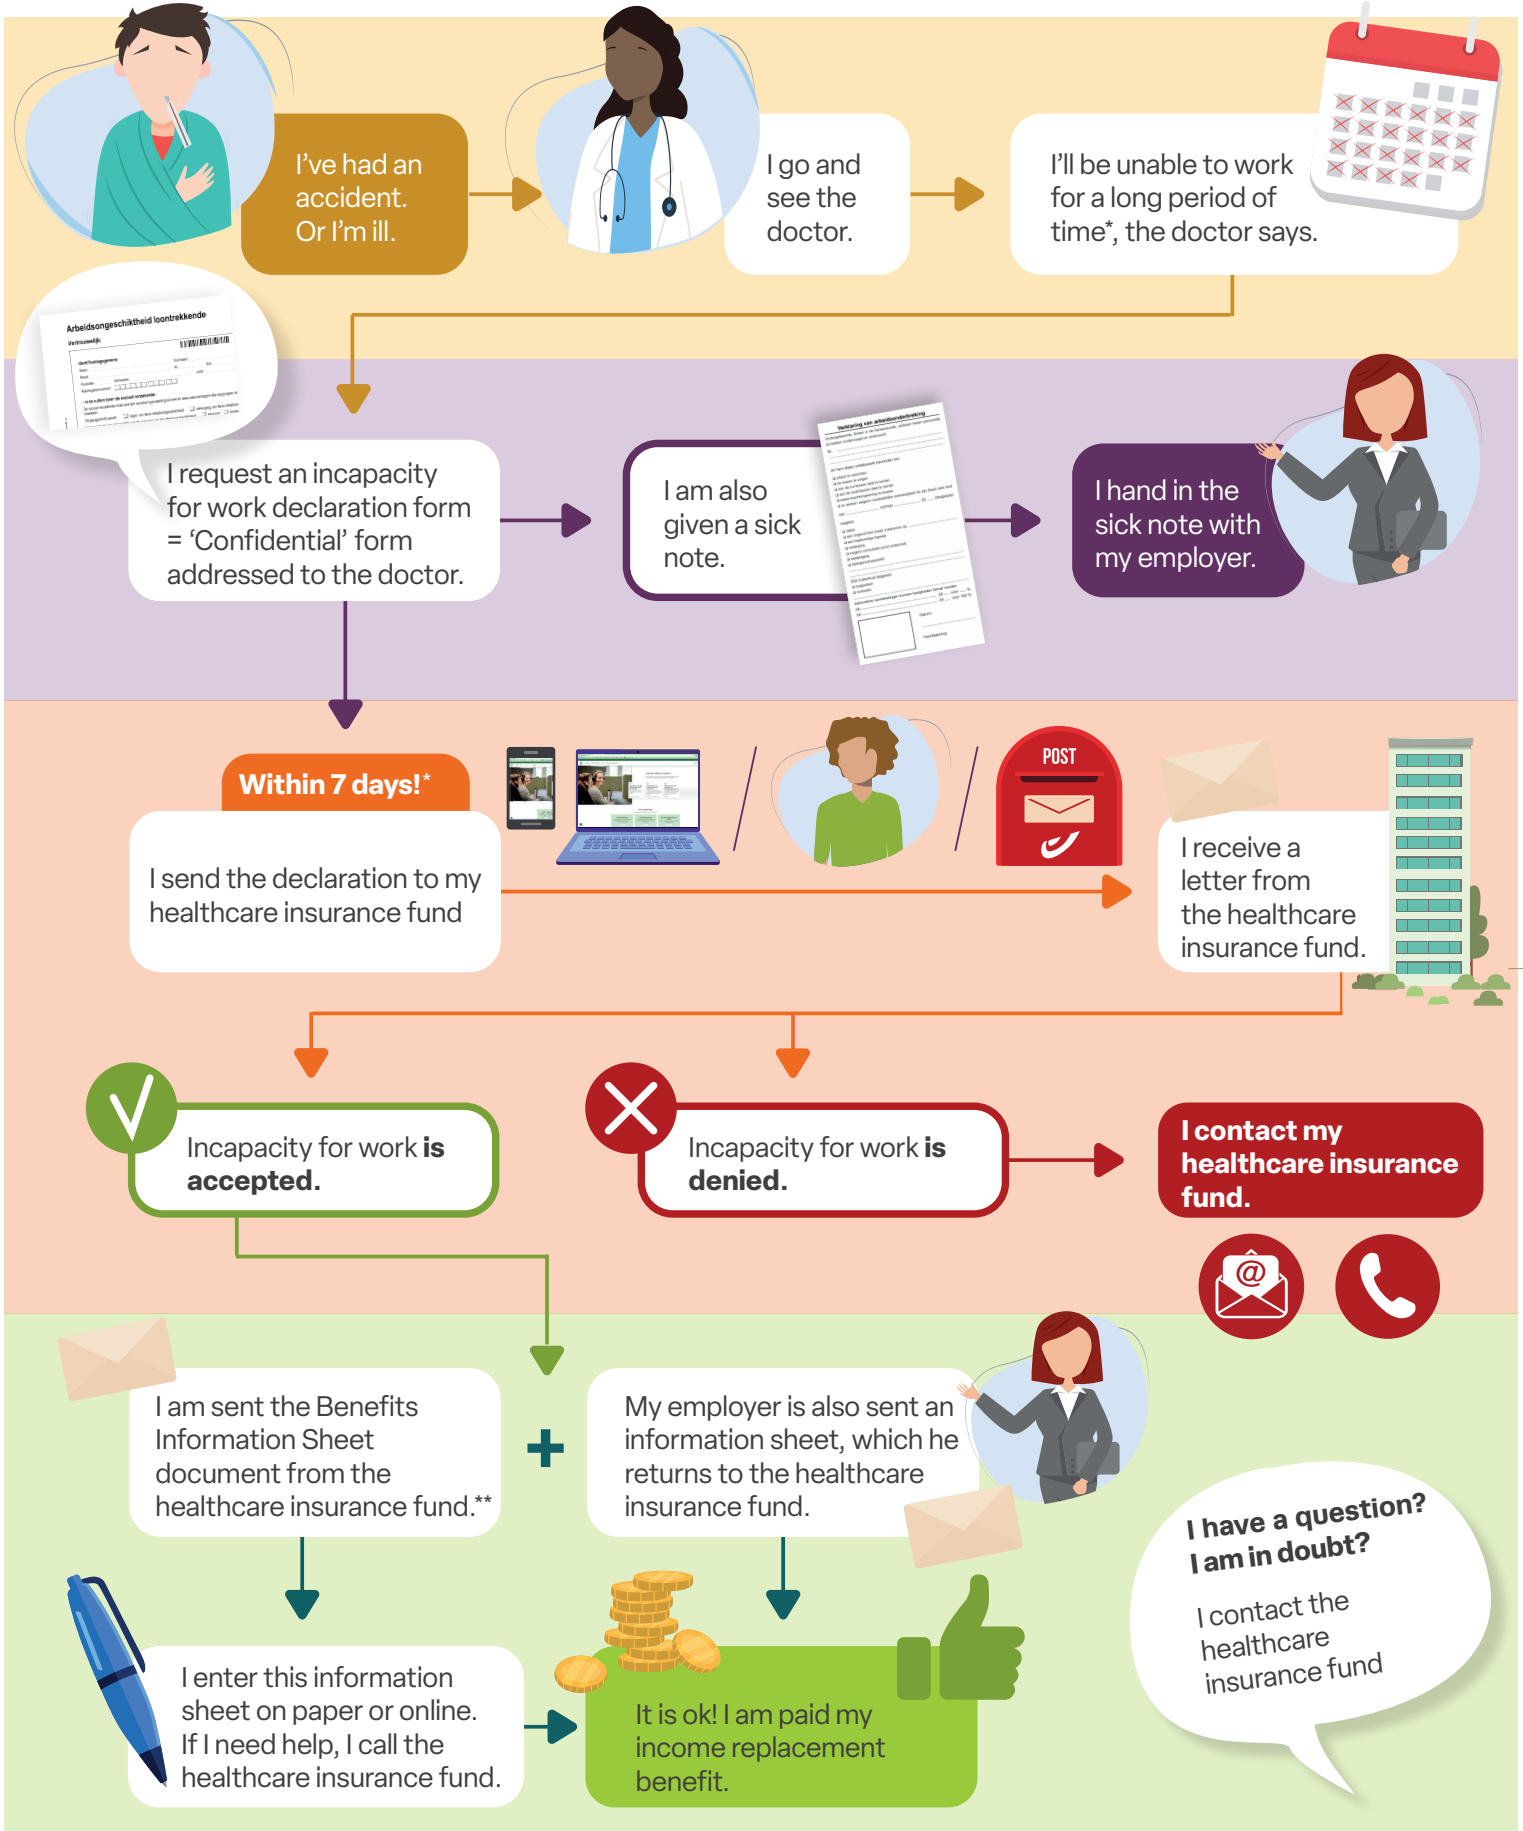 I've had an
accident.
Or I'm ill.
I go and
see the
doctor.
I'll be unable to work
for a long period of
time*, the doctor says.
Arbeidsongeschiktheid loontrekkende
Vertrouwelijk
I request an incapacity
for work declaration form
= ‘Confidential’ form
addressed to the doctor.
I am also
given a sick
note.
Verklaring van arbeidsonderbreking
I hand in the
sick note with
my employer.
Within 7 days!*
I send the declaration to my
healthcare insurance fund
POST
I receive a
letter from
the healthcare
insurance fund.
Incapacity for work is
accepted.
Incapacity for work is
denied.
I contact my
healthcare insurance
fund.
@
I am sent the Benefits
Information Sheet
document from the
healthcare insurance fund.**
+
My employer is also sent an
information sheet, which he
returns to the healthcare
insurance fund.
I enter this information
sheet on paper or online.
If I need help, I call the
healthcare insurance fund.
It is ok! I am paid my
income replacement
benefit.
I have a question?
I am in doubt?
I contact the
healthcare
insurance fund